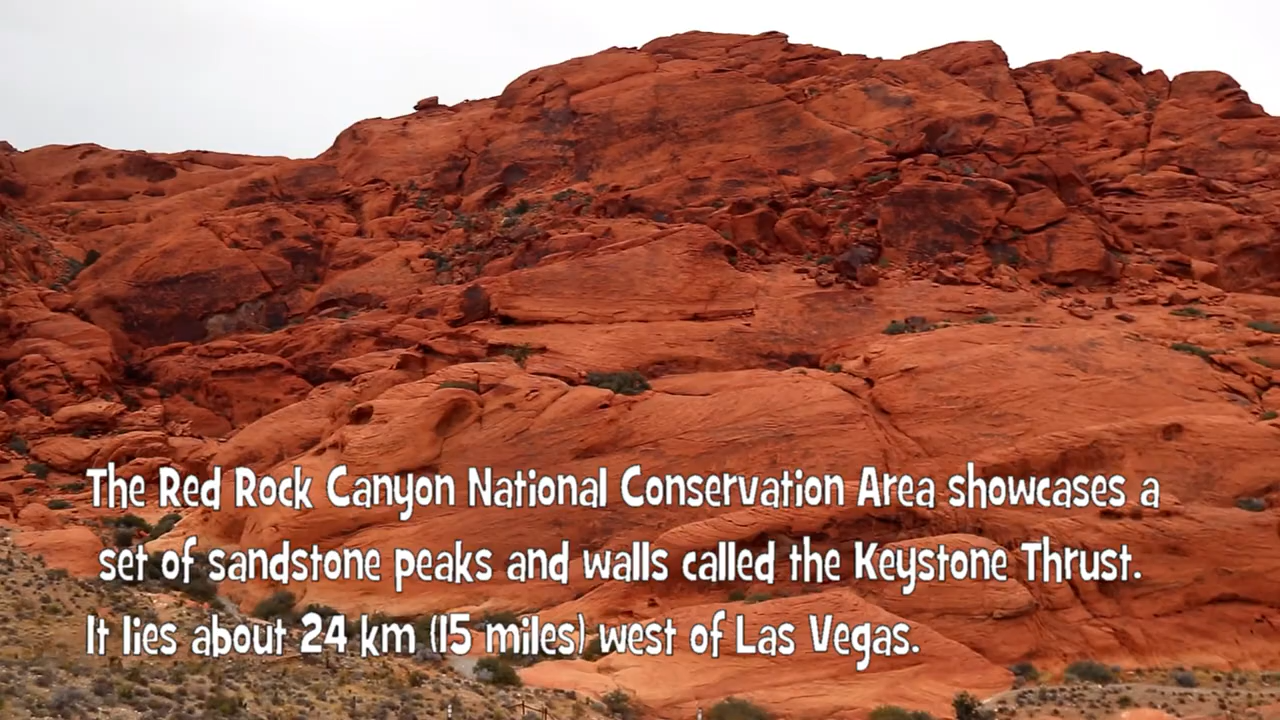 The Red Rock Canyon National Conservation Area showcases a
set of sandstone peaks and walls called the Keystone Thrust.
It lies about 24 km (15 miles) west of Las Vegas.